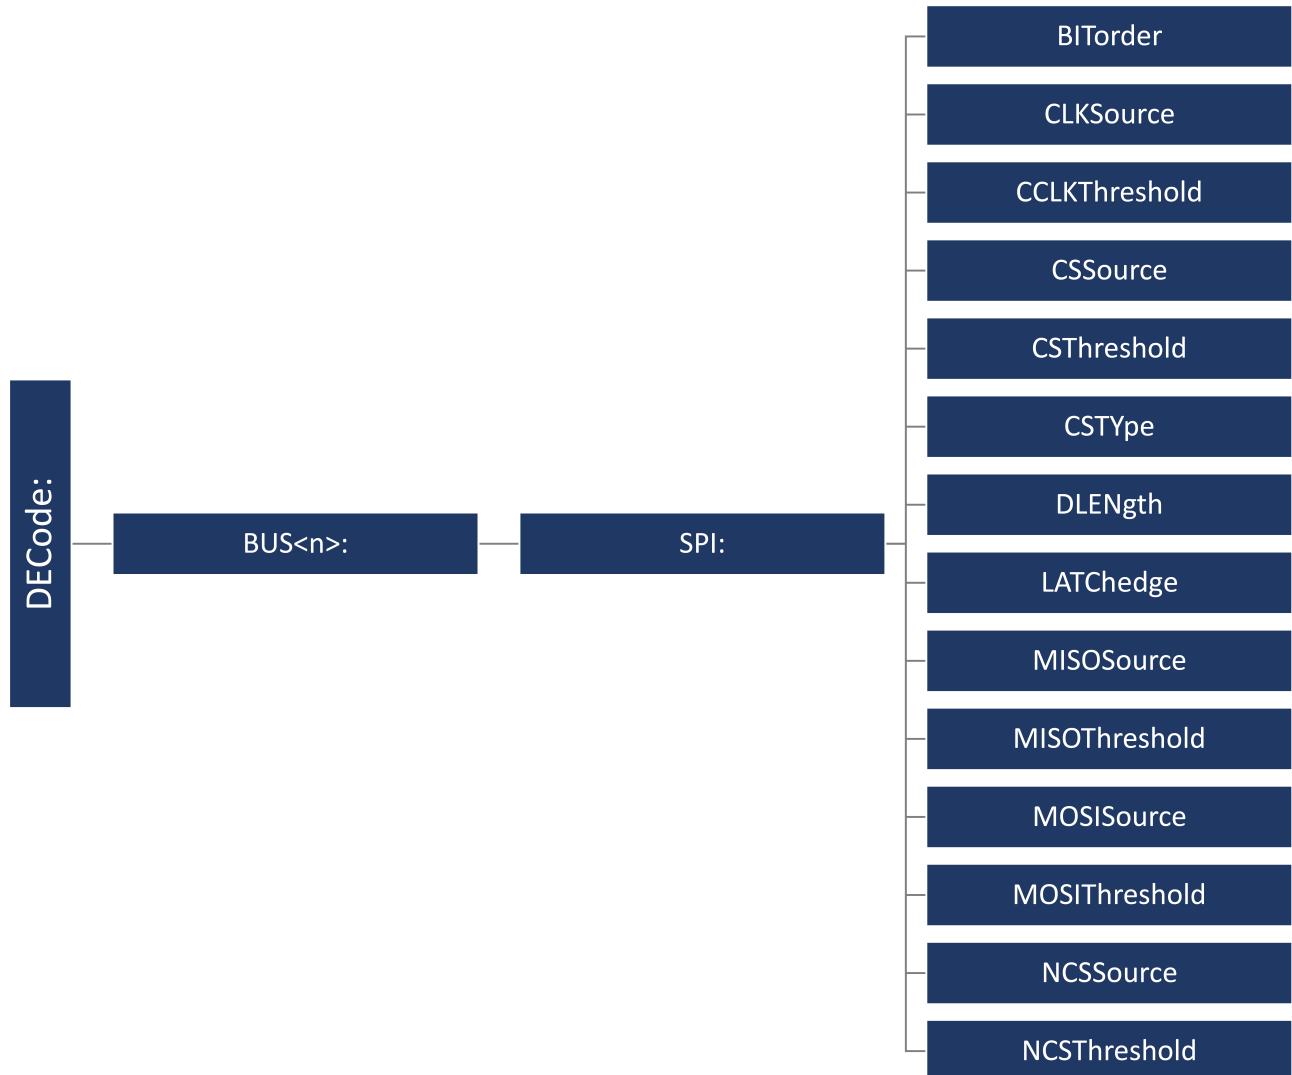 DECode:
BUS<n>:
SPI:
BITorder
CLKSource
CCLKThreshold
CSSource
CSThreshold
CSTYpe
DLENgth
LATChedge
MISOSource
MISOThreshold
MOSISource
MOSIThreshold
NCSSource
NCSThreshold